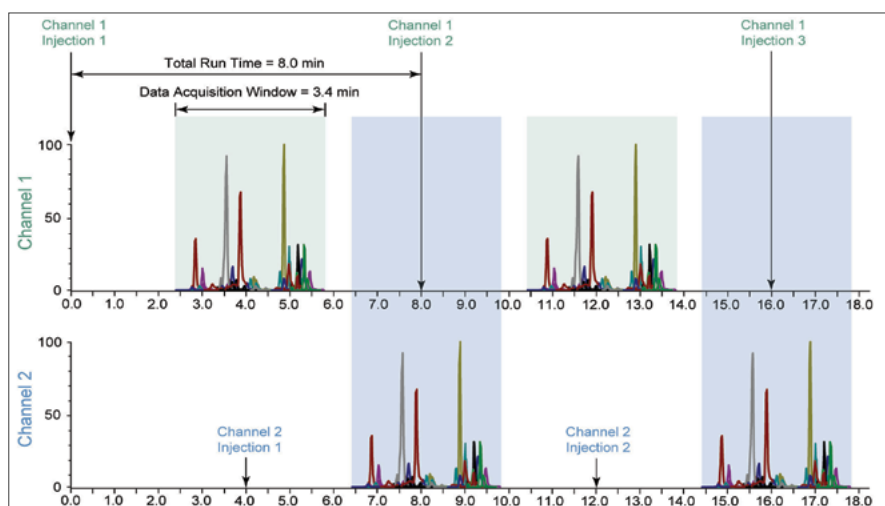 Channel 1
Injection 1
Channel 1
Injection 2
Channel 1
Injection 3
Total Run Time = 8.0 min
Data Acquisition Window = 3.4 min
Channel 1
100
50
0
0.0 1.0 2.0 3.0 4.0 5.0 6.0 7.0 8.0 9.0 10.0 11.0 12.0 13.0 14.0 15.0 16.0 17.0 18.0
Channel 2
100
50
0
Channel 2
Injection 1
Channel 2
Injection 2
0.0 1.0 2.0 3.0 4.0 5.0 6.0 7.0 8.0 9.0 10.0 11.0 12.0 13.0 14.0 15.0 16.0 17.0 18.0